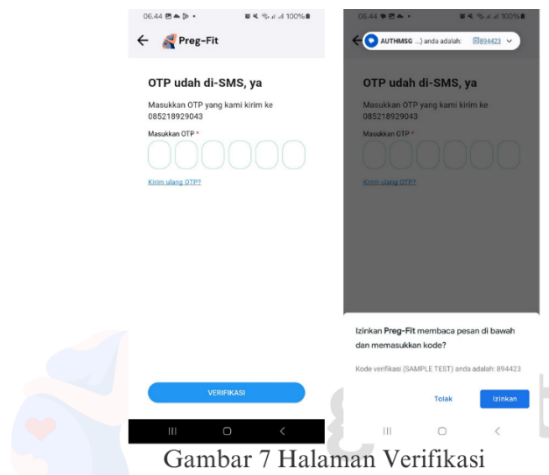 06.44
100%
Preg-Fit
OTP udah di-SMS, ya
Masukkan OTP yang kami kirim ke
085218929043
Masukkan OTP *
Kirim ulang OTP?
VERIFIKASI
06.44
100%
AUTHMSG ...) anda adalah: 894423
OTP udah di-SMS, ya
Masukkan OTP yang kami kirim ke
085218929043
Masukkan OTP *
Kirim ulang OTP?
Izinkan Preg-Fit membaca pesan di bawah
dan memasukkan kode?
Kode verifikasi (SAMPLE TEST) anda adalah: 894423
Tolak Izinkan
Gambar 7 Halaman Verifikasi